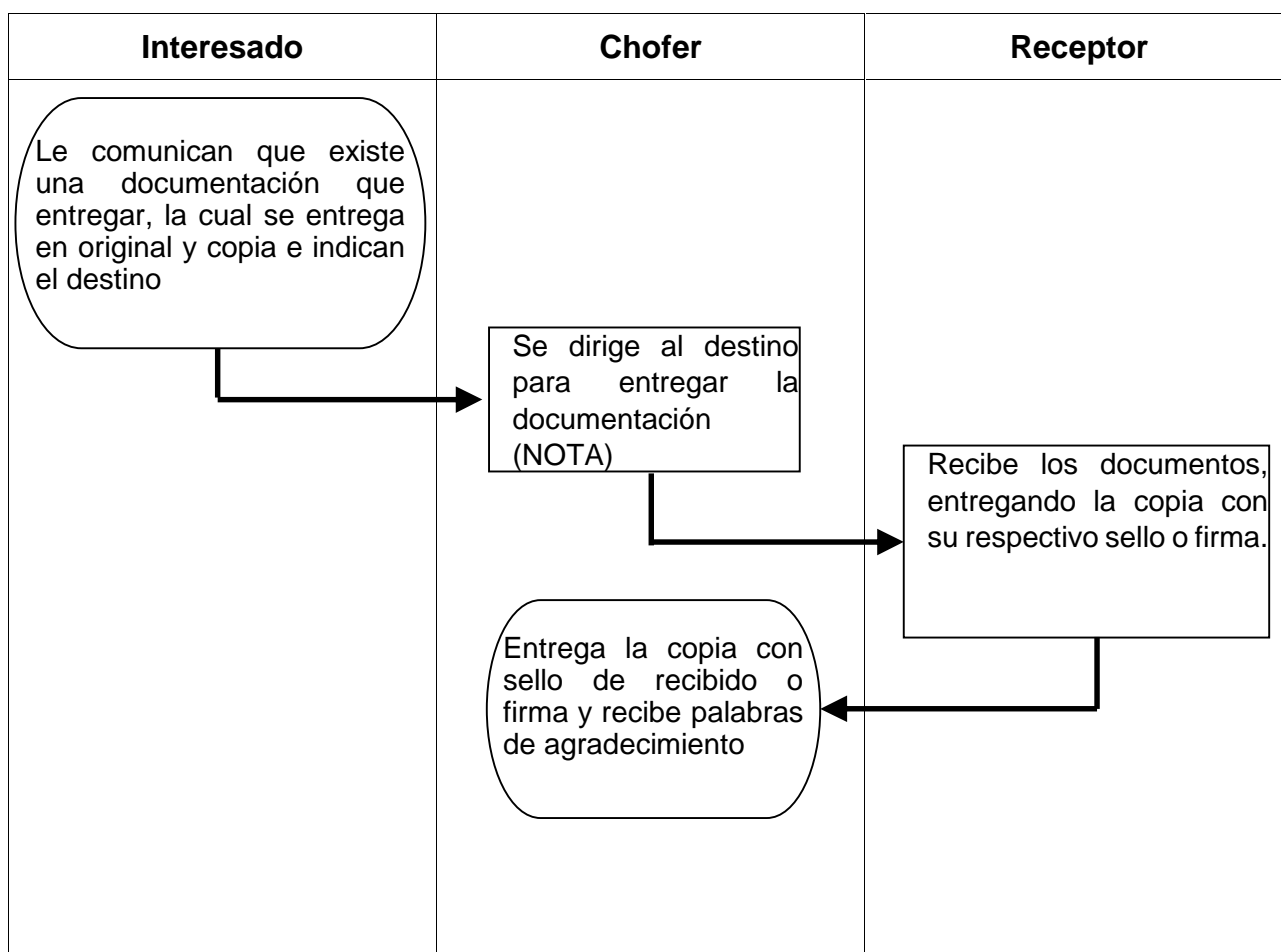 Interesado
Chofer
Receptor
Le comunican que existe
una documentación que
entregar, la cual se entrega
en original y copia e indican
el destino
Se dirige al destino
para entregar la
documentación
(NOTA)
Recibe los documentos,
entregando la copia con
su respectivo sello o firma.
Entrega la copia con
sello de recibido o
firma y recibe palabras
de agradecimiento